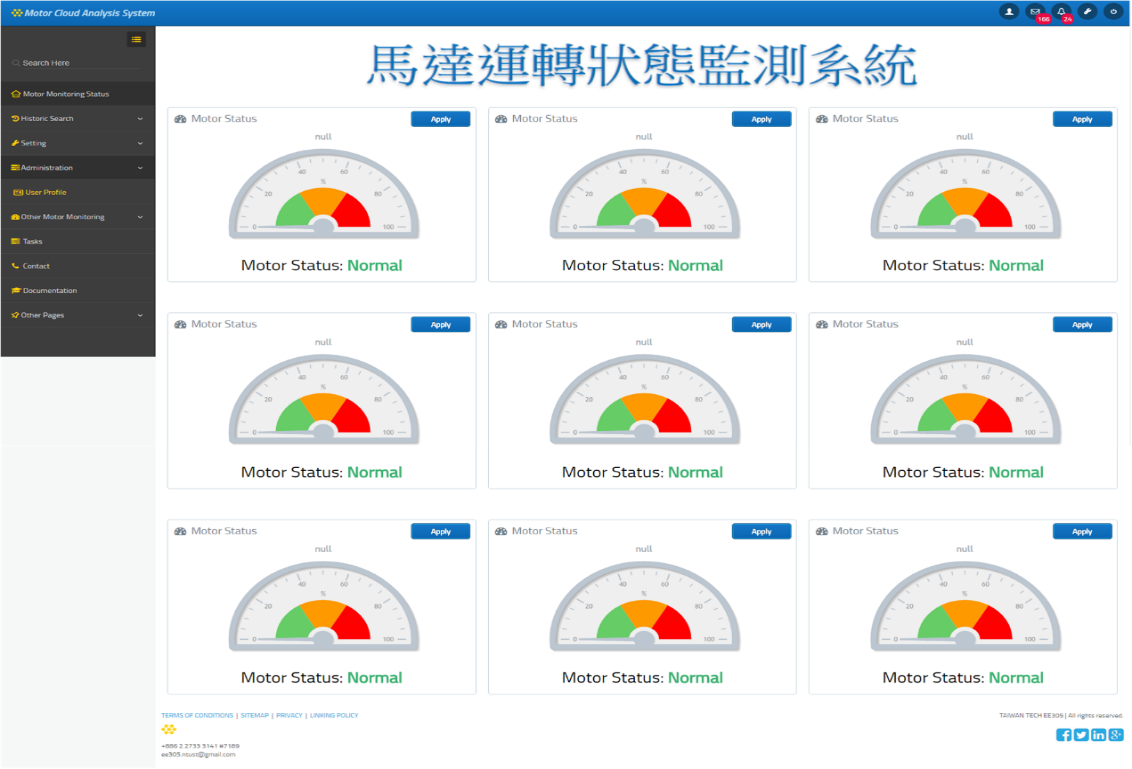 Motor Cloud Analysis System
166
24
Search Here
Motor Monitoring Status
Historic Search
Setting
Administration
User Profile
Other Motor Monitoring
Tasks
Contact
Documentation
Other Pages
馬達運轉狀態監測系統
Motor Status Apply
null
0 20 40 % 60 80 100
Motor Status: Normal
Motor Status Apply
null
0 20 40 % 60 80 100
Motor Status: Normal
Motor Status Apply
null
0 20 40 % 60 80 100
Motor Status: Normal
Motor Status Apply
null
0 20 40 % 60 80 100
Motor Status: Normal
Motor Status Apply
null
0 20 40 % 60 80 100
Motor Status: Normal
Motor Status Apply
null
0 20 40 % 60 80 100
Motor Status: Normal
Motor Status Apply
null
0 20 40 % 60 80 100
Motor Status: Normal
Motor Status Apply
null
0 20 40 % 60 80 100
Motor Status: Normal
Motor Status Apply
null
0 20 40 % 60 80 100
Motor Status: Normal
TERMS OF CONDITIONS | SITEMAP | PRIVACY | LINKING POLICY
+886 2 2733 3141 #7189
ee305.ntust@gmail.com
TAIWAN TECH EE305 | All rights reserved.